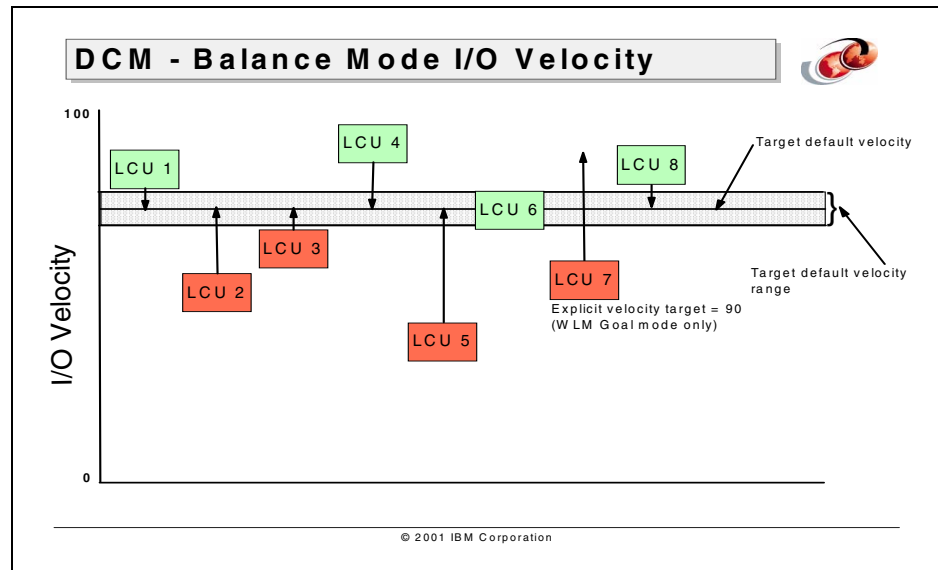 DCM - Balance Mode I/O Velocity
100
LCU 4
Target default velocity
LCU 1
LCU 8
LCU 6
LCU 3
LCU 2
LCU 7
Target default velocity
range
Explicit velocity target = 90
(WLM Goal mode only)
LCU 5
I/O Velocity
0
© 2001 IBM Corporation